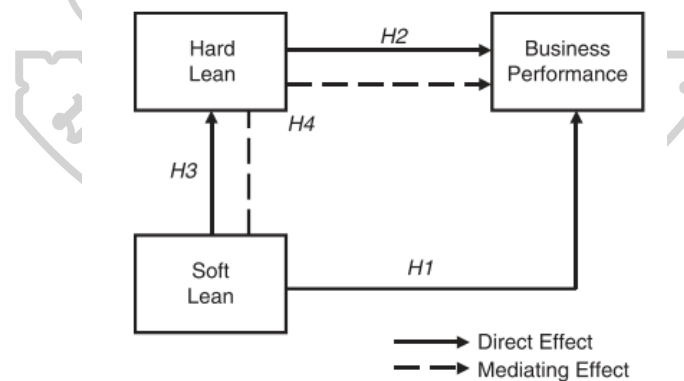 Hard
Lean
H2
Business
Performance
H4
H3
Soft
Lean
H1
Direct Effect
Mediating Effect